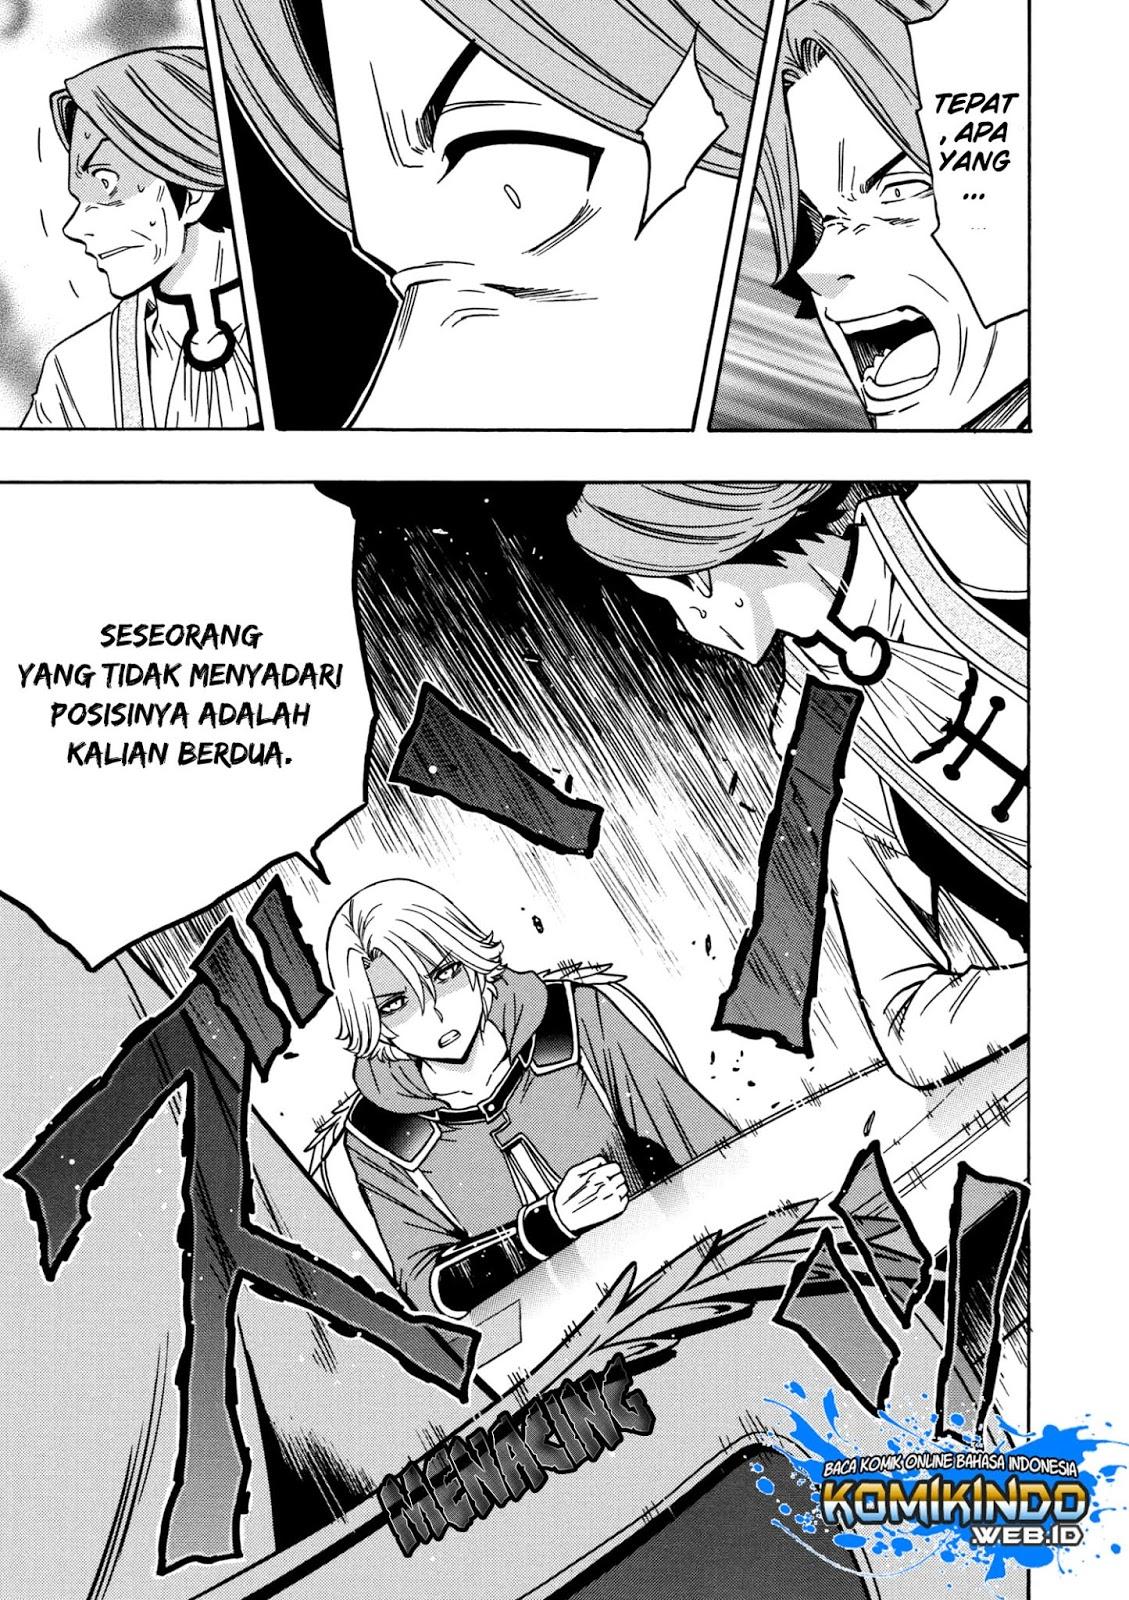 TEPAT
, APA
YANG
...
SESEORANG
YANG TIDAK MENYADARI
POSISINYA ADALAH
KALIAN BERDUA.
ズ
MENAKING
BACA KOMIK ONLINE BAHASA INDONESIA
KOMIKINDO
.WEB.ID